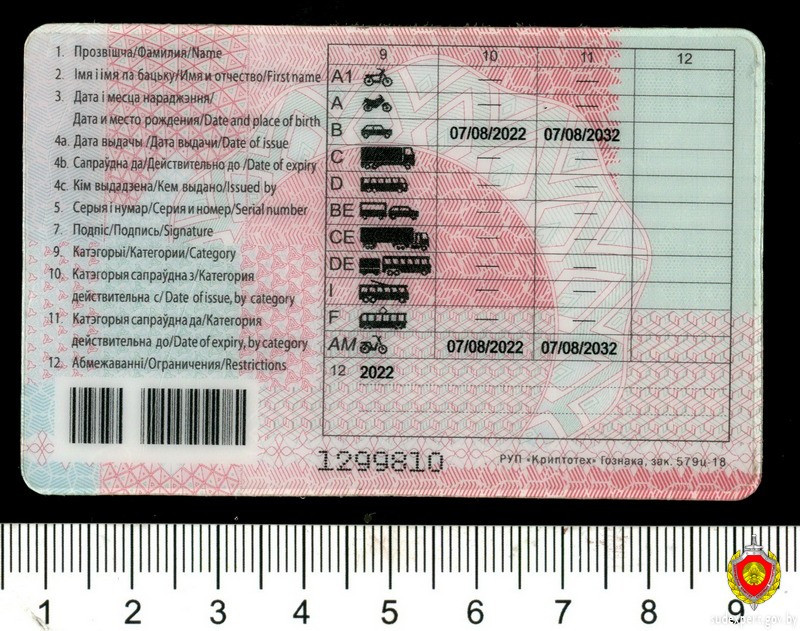 1. Прозвішча/Фамилия/Name
2. Імя і імя па бацьку/Имя и отчество/First name
3. Дата і месца нараджэння/
Дата и место рождения/Date and place of birth
4a. Дата выдачы /Дата выдачи/Date of issue
4b. Сапраўдна да/Действительно до /Date of expiry
4c. Кім выдадзена/Кем выдано/Issued by
5 Серыя і нумар/Серия и номер/Serial number
7. Подпіс/Подпись/Signature
9. Катэгорыі/Категории/Category
10. Катэгорыя сапраўдна з/Категория
действительна с/Date of issue, by category
11. Катэгорыя сапраўдна да/Категория
действительна до/Date of expiry, by category
12. Абмежаванні/Ограничения/Restrictions
9 10 11 12
A1 — —
A — —
B 07/08/2022 07/08/2032
C — —
D — —
BE — —
CE — —
DE — —
I — —
F — —
AM 07/08/2022 07/08/2032
12 2022
1299810
РУП «Криптотех» Гознака, зак. 579ц-18
1 2 3 4 5 6 7 8 9
sudexpert.gov.by